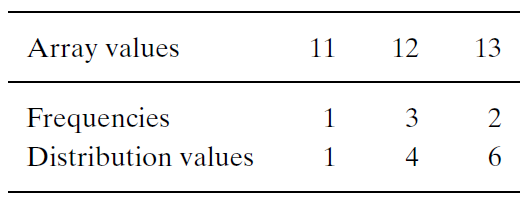 Array values 11 12 13
Frequencies 1 3 2
Distribution values 1 4 6